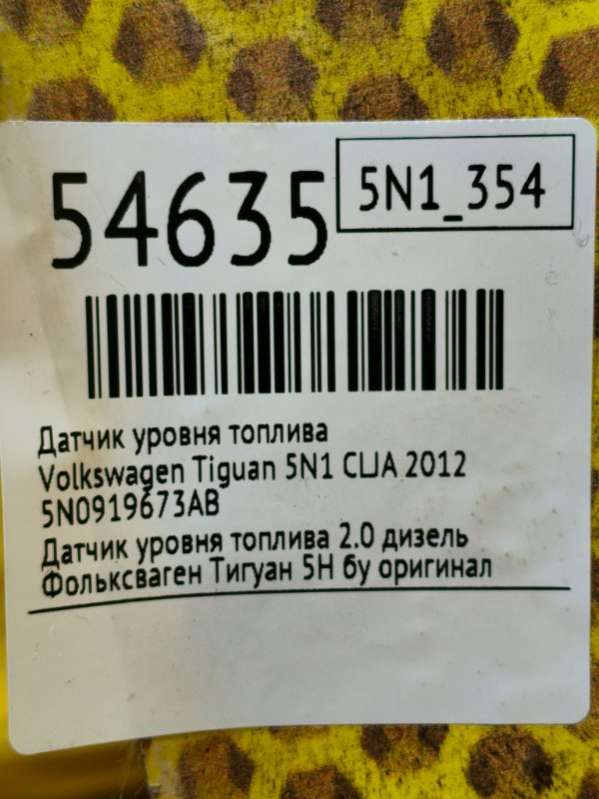 54635
5N1_354
Датчик уровня топлива
Volkswagen Tiguan 5N1 CLJA 2012
5N0919673AB
Датчик уровня топлива 2.0 дизель
Фольксваген Тигуан 5Н бу оригинал